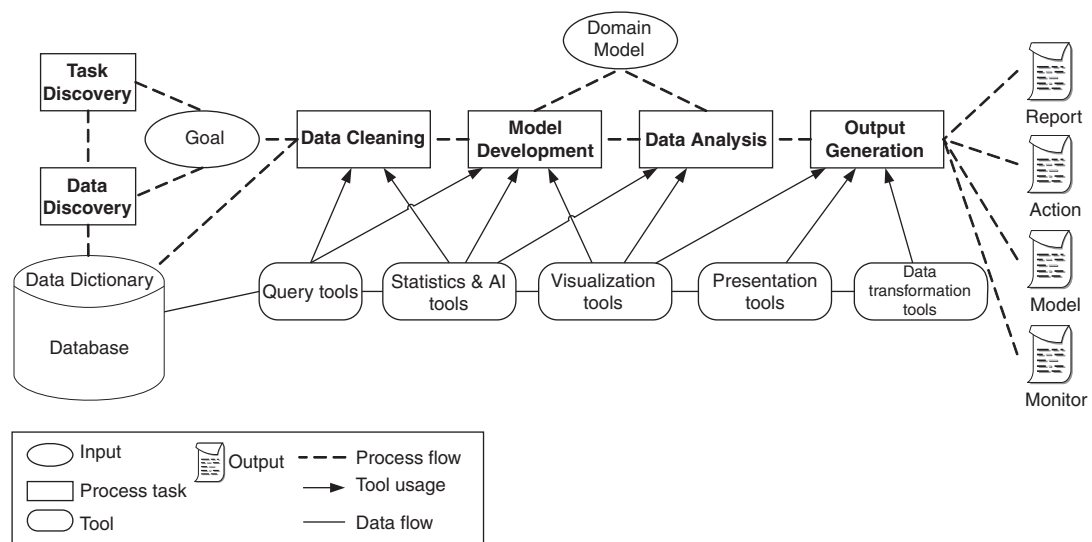 Domain
Model
Task
Discovery
Goal
Data Cleaning
Model
Development
Data Analysis
Output
Generation
Report
Data
Discovery
Action
Data Dictionary
Database
Query tools
Statistics & AI
tools
Visualization
tools
Presentation
tools
Data
transformation
tools
Model
Monitor
Input
Output
Process flow
Process task
Tool usage
Tool
Data flow